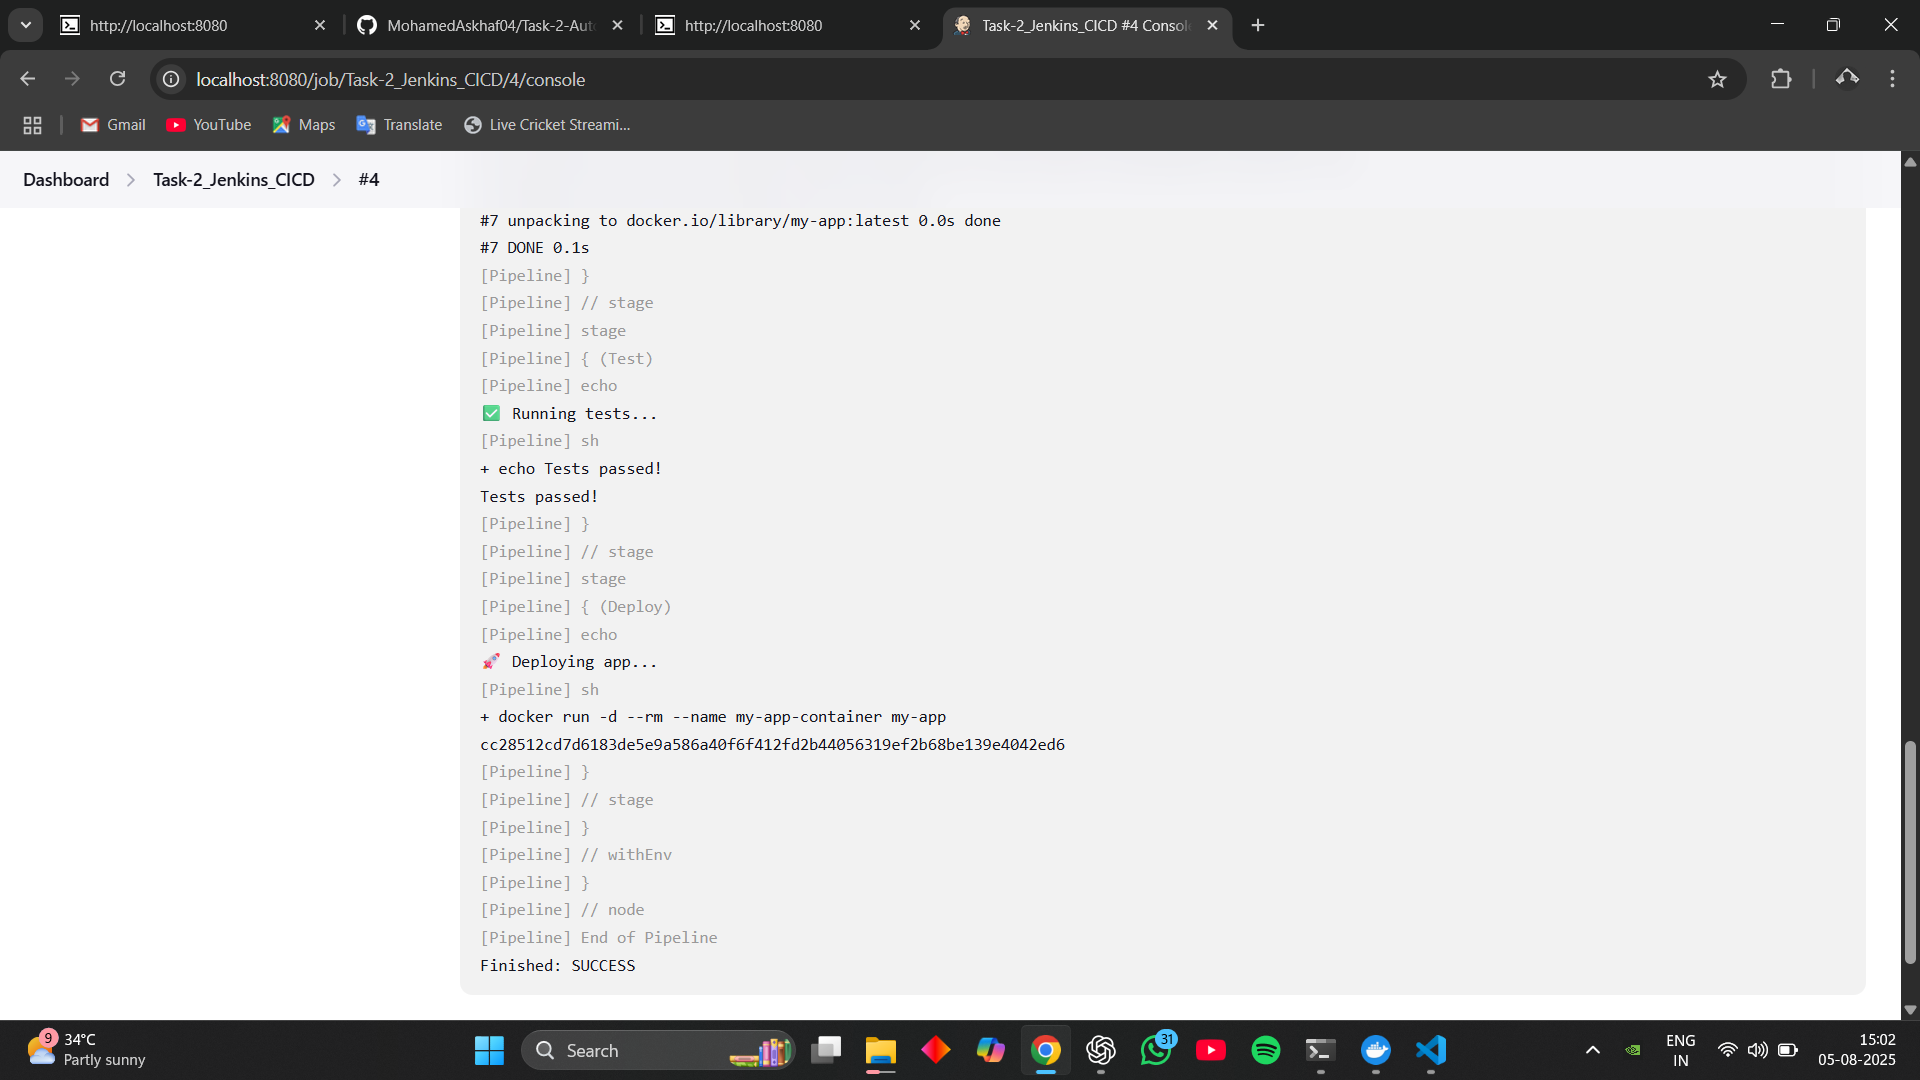 http://localhost:8080
MohamedAskhaf04/Task-2-Aut
http://localhost:8080
Task-2_Jenkins_CICD #4 Consol
localhost:8080/job/Task-2_Jenkins_CICD/4/console
Gmail
YouTube
Maps
Translate
Live Cricket Streami...
Dashboard
Task-2_Jenkins_CICD
#4
#7 unpacking to docker.io/library/my-app:latest 0.0s done
#7 DONE 0.1s
[Pipeline] }
[Pipeline] // stage
[Pipeline] stage
[Pipeline] { (Test)
[Pipeline] echo
✅ Running tests...
[Pipeline] sh
+ echo Tests passed!
Tests passed!
[Pipeline] }
[Pipeline] // stage
[Pipeline] stage
[Pipeline] { (Deploy)
[Pipeline] echo
🚀 Deploying app...
[Pipeline] sh
+ docker run -d --rm --name my-app-container my-app
cc28512cd7d6183de5e9a586a40f6f412fd2b44056319ef2b68be139e4042ed6
[Pipeline] }
[Pipeline] // stage
[Pipeline] }
[Pipeline] // withEnv
[Pipeline] }
[Pipeline] // node
[Pipeline] End of Pipeline
Finished: SUCCESS
9
34°C
Partly sunny
Search
31
ENG
IN
15:02
05-08-2025